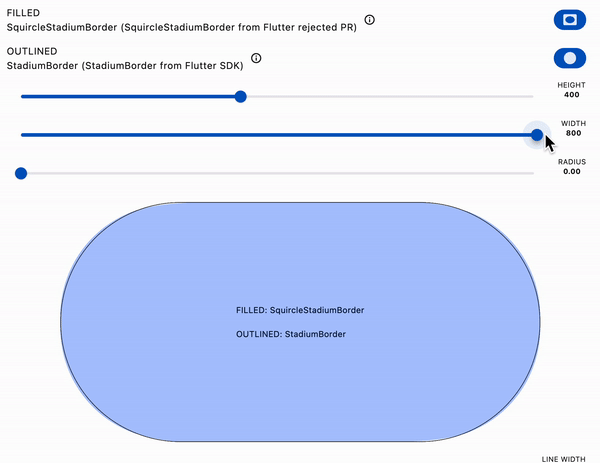 FILLED
SquircleStadiumBorder (SquircleStadiumBorder from Flutter rejected PR)
OUTLINED
StadiumBorder (StadiumBorder from Flutter SDK)
HEIGHT
400
WIDTH
800
RADIUS
0.00
FILLED: SquircleStadiumBorder
OUTLINED: StadiumBorder
LINE WIDTH